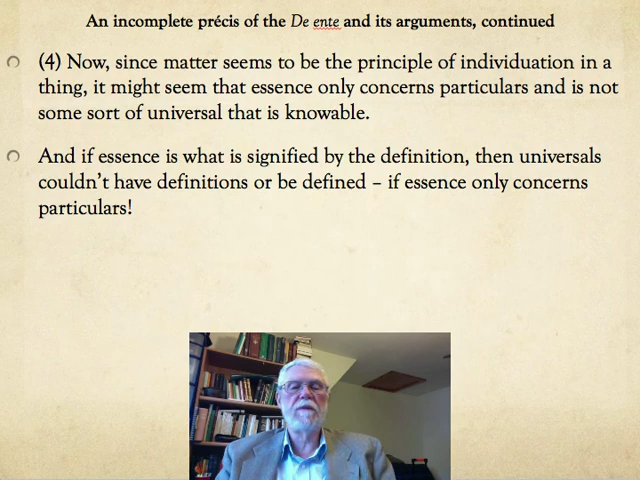 An incomplete précis of the De ente and its arguments, continued
(4) Now, since matter seems to be the principle of individuation in a
thing, it might seem that essence only concerns particulars and is not
some sort of universal that is knowable.
And if essence is what is signified by the definition, then universals
couldn't have definitions or be defined – if essence only concerns
particulars!